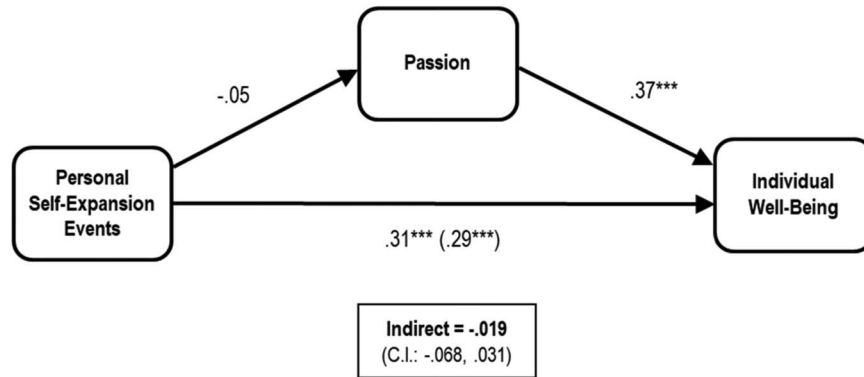 Passion
-.05
.37***
Personal
Self-Expansion
Events
Individual
Well-Being
.31*** (.29***)
Indirect = -.019
(C.I.: -.068, .031)